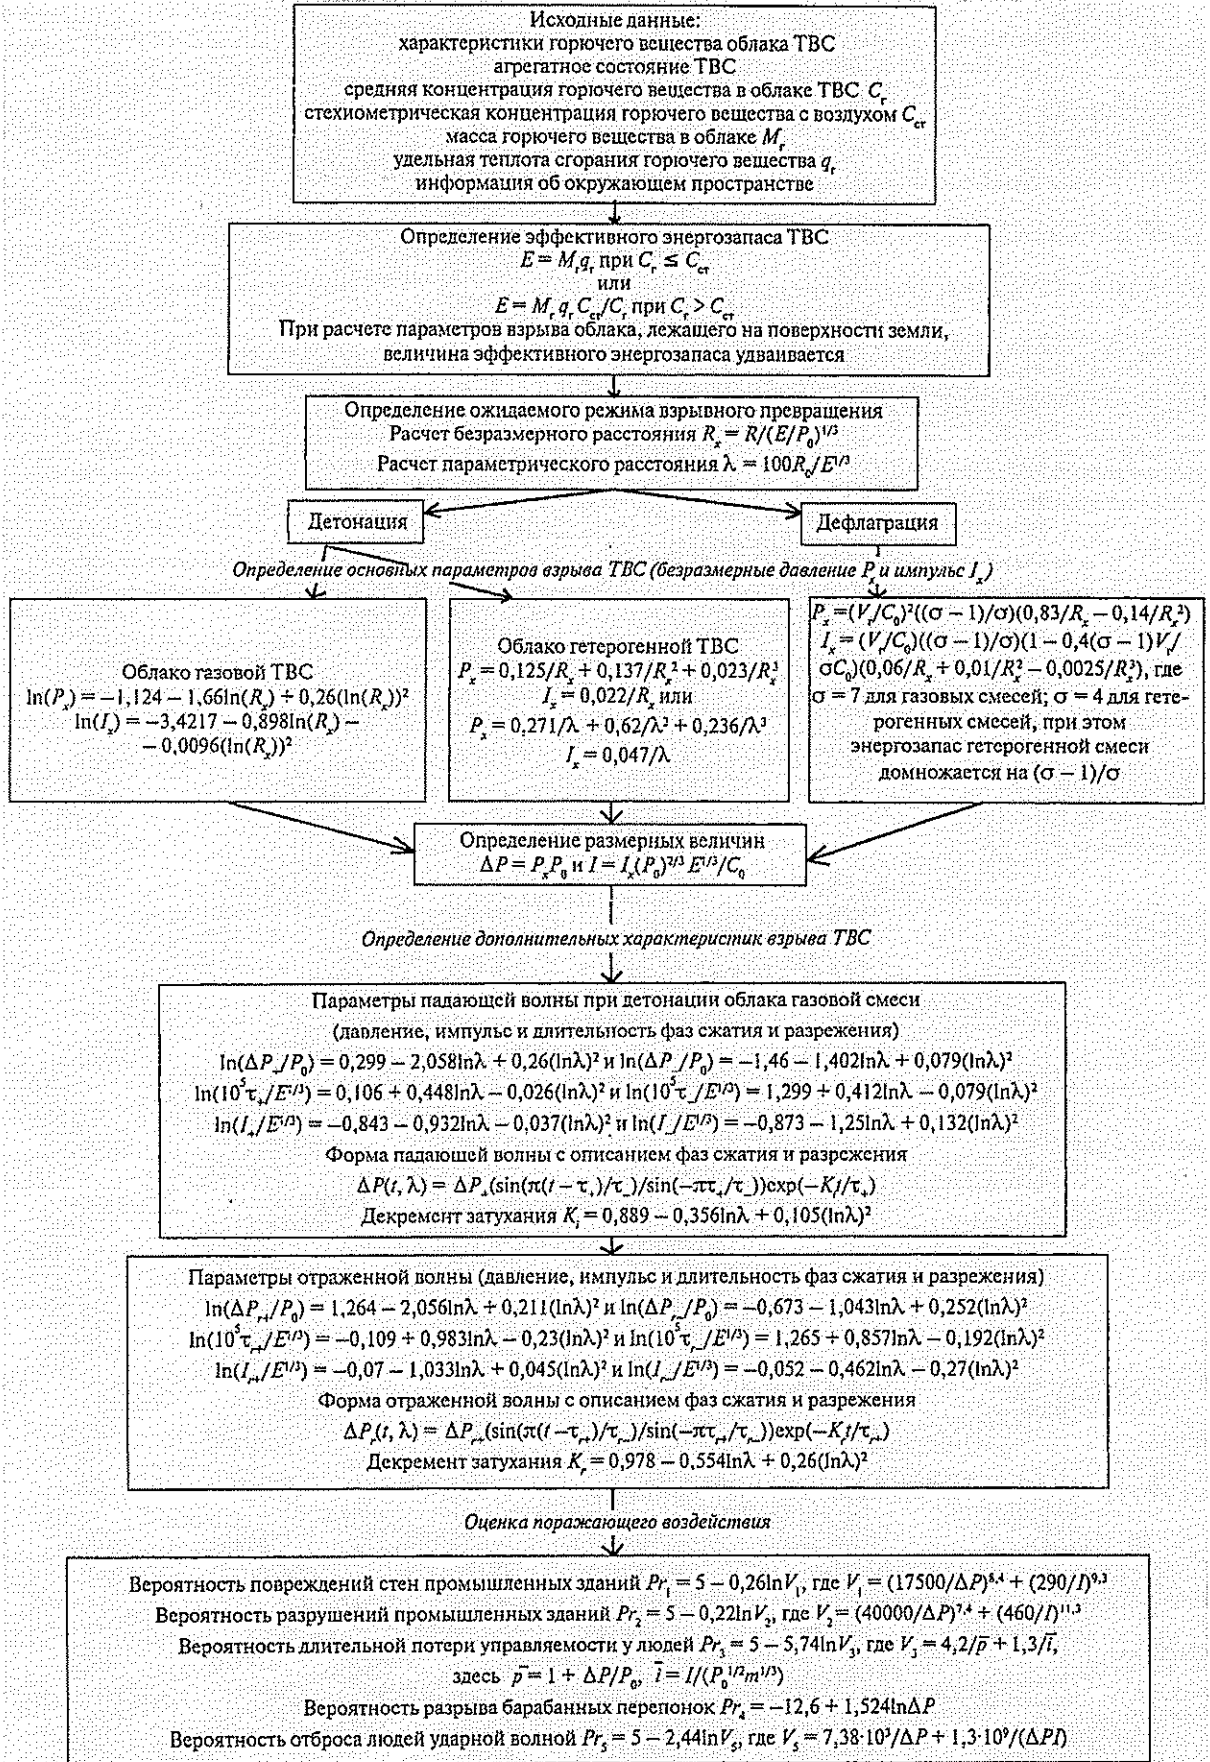 Исходные данные:
характеристики горючего вещества облака ТВС
агрегатное состояние ТВС
средняя концентрация горючего вещества в облаке ТВС C_г
стехиометрическая концентрация горючего вещества с воздухом C_ст
масса горючего вещества в облаке M_г
удельная теплота сгорания горючего вещества q_г
информация об окружающем пространстве
Определение эффективного энергозапаса ТВС
E = M_г q_г при C_г ≤ C_ст
или
E = M_г q_г C_ст/C_г при C_г > C_ст
При расчете параметров взрыва облака, лежащего на поверхности земли,
величина эффективного энергозапаса удваивается
Определение ожидаемого режима взрывного превращения
Расчет безразмерного расстояния R_x = R/(E/P_0)^1/3
Расчет параметрического расстояния λ = 100R_0/E^1/3
Детонация
Дефлаграция
Определение основных параметров взрыва ТВС (безразмерные давление P_x и импульс I_x)
Облако газовой ТВС
ln(P_x) = –1,124 – 1,66ln(R_x) + 0,26(ln(R_x))²
ln(I_x) = –3,4217 – 0,898ln(R_x) –
– 0,0096(ln(R_x))²
Облако гетерогенной ТВС
P_x = 0,125/R_x + 0,137/R_x² + 0,023/R_x³
I_x = 0,022/R_x или
P_x = 0,271/λ + 0,62/λ² + 0,236/λ³
I_x = 0,047/λ
P_x = (V_г/C_0)²((σ – 1)/σ)(0,83/R_x – 0,14/R_x²)
I_x = (V_г/C_0)((σ – 1)/σ)(1 – 0,4(σ – 1)V_г/
σC_0)(0,06/R_x + 0,01/R_x² – 0,0025/R_x³), где
σ = 7 для газовых смесей; σ = 4 для гете-
рогенных смесей, при этом
энергозапас гетерогенной смеси
домножается на (σ – 1)/σ
Определение размерных величин
ΔP = P_x P_0 и I = I_x(P_0)^2/3 E^1/3/C_0
Определение дополнительных характеристик взрыва ТВС
Параметры падающей волны при детонации облака газовой смеси
(давление, импульс и длительность фаз сжатия и разрежения)
ln(ΔP_+/P_0) = 0,299 – 2,058lnλ + 0,26(lnλ)² и ln(ΔP_–/P_0) = –1,46 – 1,402lnλ + 0,079(lnλ)²
ln(10^5τ_+/E^1/3) = 0,106 + 0,448lnλ – 0,026(lnλ)² и ln(10^5τ_–/E^1/3) = 1,299 + 0,412lnλ – 0,079(lnλ)²
ln(I_+/E^1/3) = –0,843 – 0,932lnλ – 0,037(lnλ)² и ln(I_–/E^1/3) = –0,873 – 1,25lnλ + 0,132(lnλ)²
Форма падающей волны с описанием фаз сжатия и разрежения
ΔP(t, λ) = ΔP_+(sin(π(t – τ_+)/τ_–)/sin(–πτ_+/τ_–))exp(–K_i t/τ_+)
Декремент затухания K_i = 0,889 – 0,356lnλ + 0,105(lnλ)²
Параметры отраженной волны (давление, импульс и длительность фаз сжатия и разрежения)
ln(ΔP_r+/P_0) = 1,264 – 2,056lnλ + 0,211(lnλ)² и ln(ΔP_r–/P_0) = –0,673 – 1,043lnλ + 0,252(lnλ)²
ln(10^5τ_r+/E^1/3) = –0,109 + 0,983lnλ – 0,23(lnλ)² и ln(10^5τ_r–/E^1/3) = 1,265 + 0,857lnλ – 0,192(lnλ)²
ln(I_r+/E^1/3) = –0,07 – 1,033lnλ + 0,045(lnλ)² и ln(I_r–/E^1/3) = –0,052 – 0,462lnλ – 0,27(lnλ)²
Форма отраженной волны с описанием фаз сжатия и разрежения
ΔP_r(t, λ) = ΔP_r+(sin(π(t – τ_r+)/τ_r–)/sin(–πτ_r+/τ_r–))exp(–K_r t/τ_r+)
Декремент затухания K_r = 0,978 – 0,554lnλ + 0,26(lnλ)²
Оценка поражающего воздействия
Вероятность повреждений стен промышленных зданий Pr_1 = 5 – 0,26lnV_1, где V_1 = (17500/ΔP)^8,4 + (290/I)^9,3
Вероятность разрушений промышленных зданий Pr_2 = 5 – 0,22lnV_2, где V_2 = (40000/ΔP)^7,4 + (460/I)^11,3
Вероятность длительной потери управляемости у людей Pr_3 = 5 – 5,74lnV_3, где V_3 = 4,2/p̄ + 1,3/ī,
здесь p̄ = 1 + ΔP/P_0, ī = I/(P_0^1/2 m^1/3)
Вероятность разрыва барабанных перепонок Pr_4 = –12,6 + 1,524lnΔP
Вероятность отброса людей ударной волной Pr_5 = 5 – 2,44lnV_5, где V_5 = 7,38·10³/ΔP + 1,3·10⁹/(ΔPI)